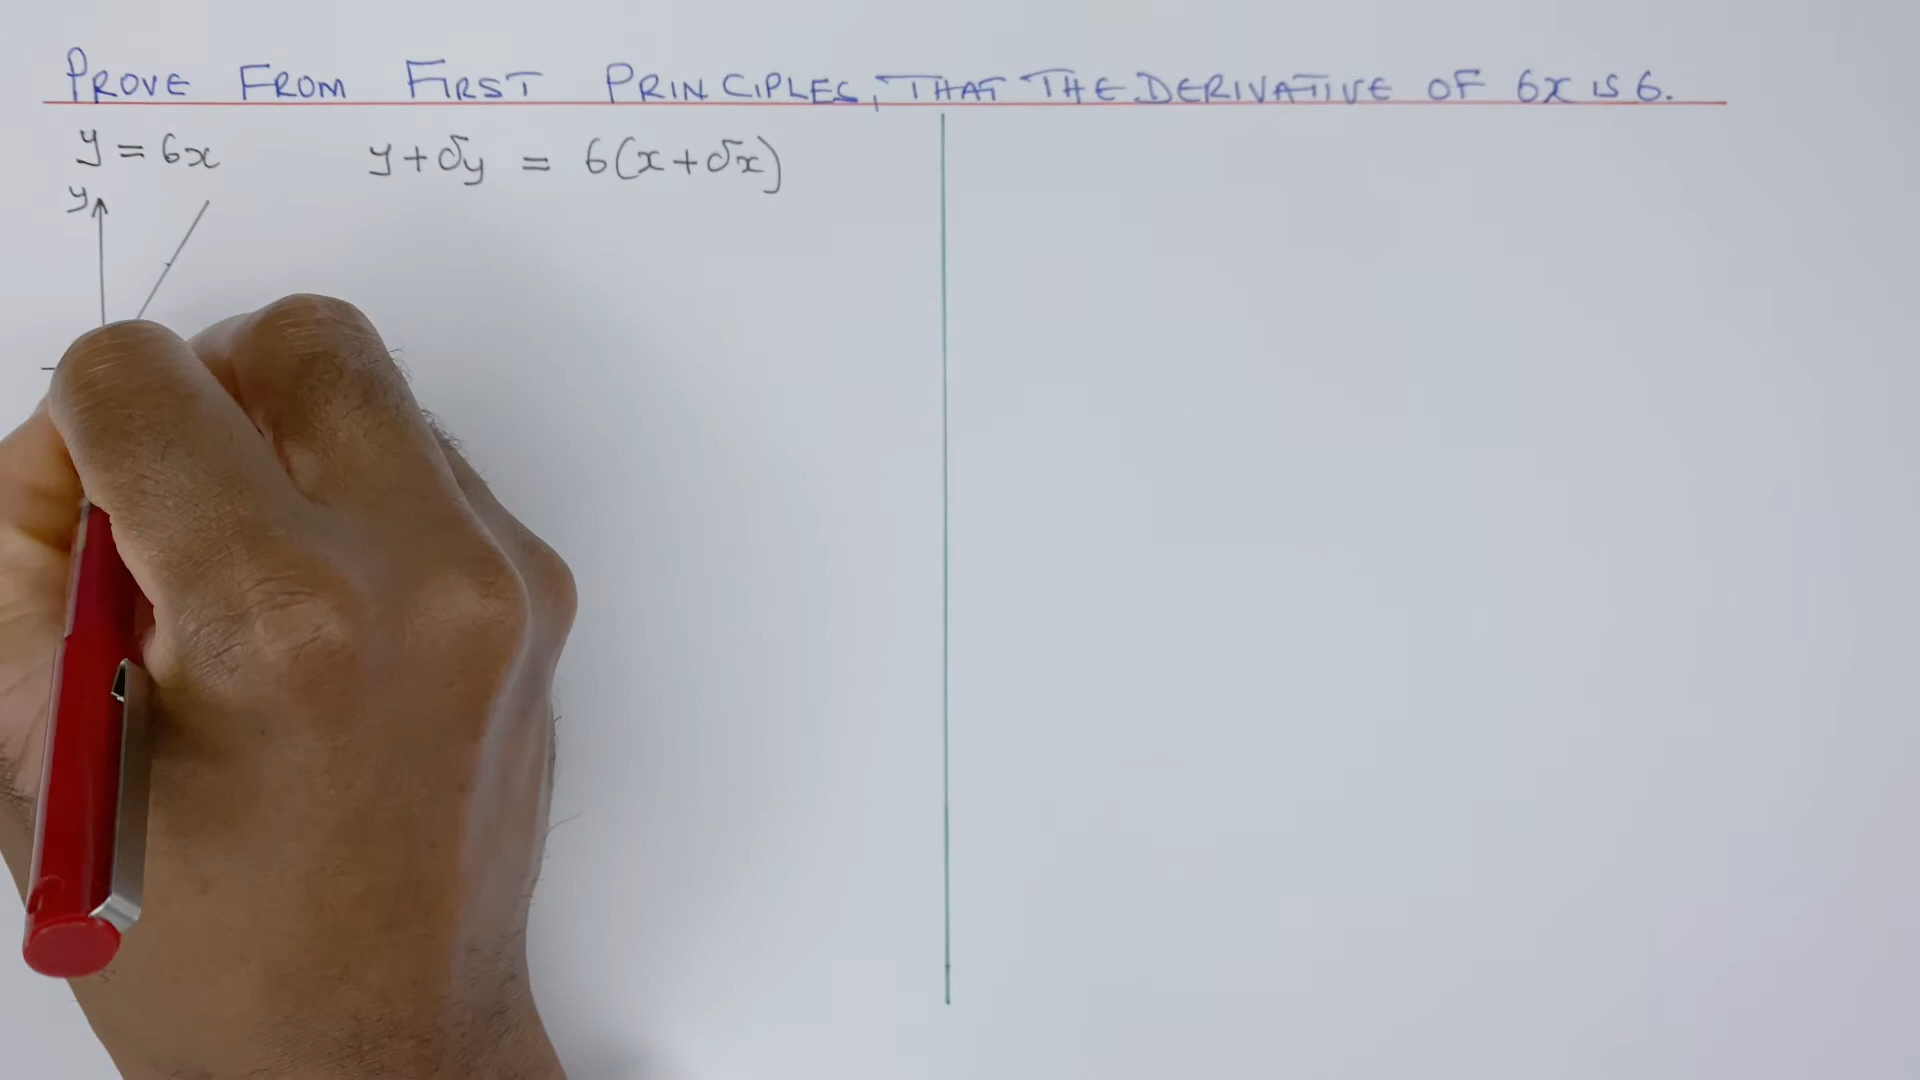 PROVE FROM FIRST PRINCIPLES, THAT THE DERIVATIVE OF 6x IS 6.
y = 6x
y + δy = 6(x + δx)
y